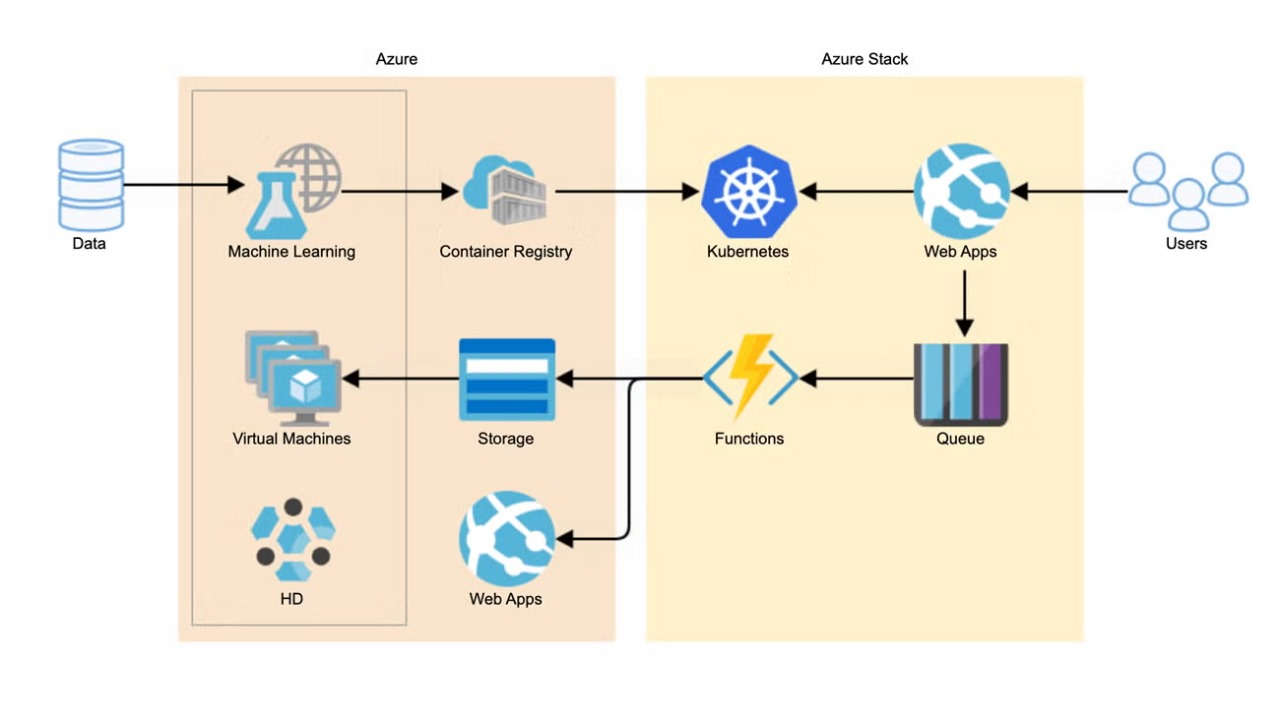 Azure
Azure Stack
Data
Machine Learning
Container Registry
Kubernetes
Web Apps
Users
Virtual Machines
Storage
Functions
Queue
HD
Web Apps